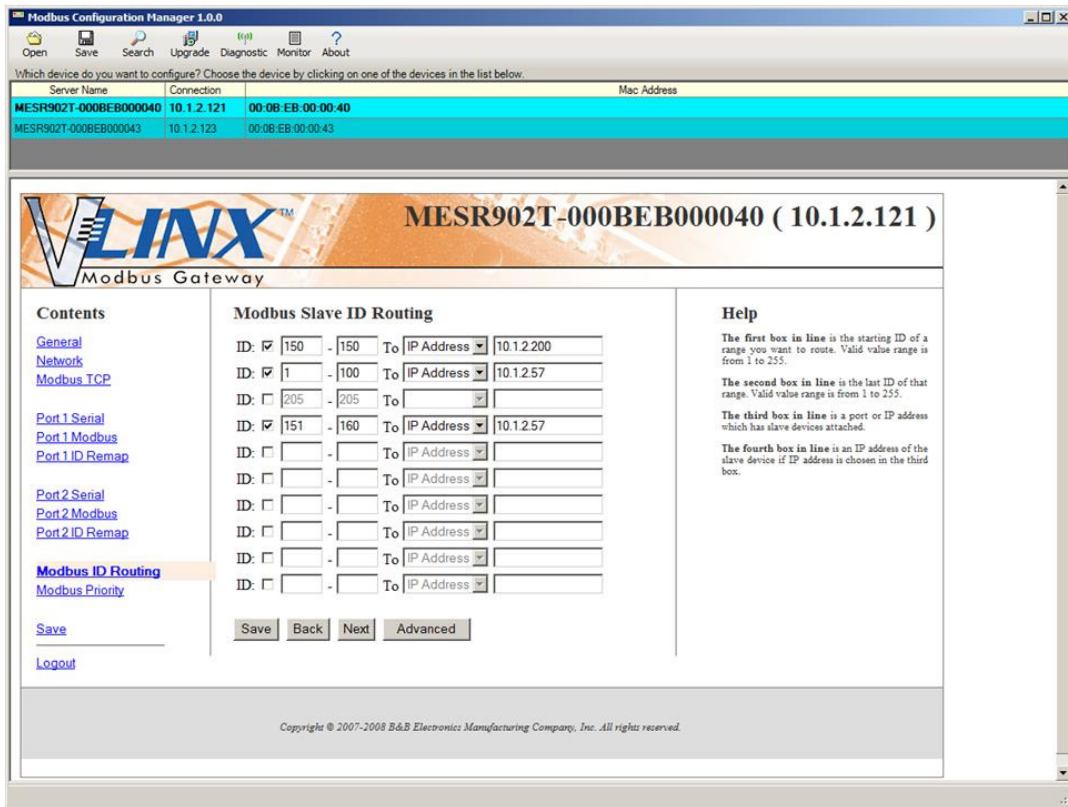 Modbus Configuration Manager 1.0.0
Open Save Search Upgrade Diagnostic Monitor About
Which device do you want to configure? Choose the device by clicking on one of the devices in the list below.
Server Name Connection Mac Address
MESR902T-000BEB000040 10.1.2.121 00:0B:EB:00:00:40
MESR902T-000BEB000043 10.1.2.123 00:0B:EB:00:00:43
VLINX™
Modbus Gateway
MESR902T-000BEB000040 ( 10.1.2.121 )
Contents
General
Network
Modbus TCP
Port 1 Serial
Port 1 Modbus
Port 1 ID Remap
Port 2 Serial
Port 2 Modbus
Port 2 ID Remap
Modbus ID Routing
Modbus Priority
Save
Logout
Modbus Slave ID Routing
ID: 150 - 150 To IP Address 10.1.2.200
ID: 1 - 100 To IP Address 10.1.2.57
ID: 205 - 205 To
ID: 151 - 160 To IP Address 10.1.2.57
ID: - To IP Address
ID: - To IP Address
ID: - To IP Address
ID: - To IP Address
ID: - To IP Address
ID: - To IP Address
Save Back Next Advanced
Help
The first box in line is the starting ID of a
range you want to route. Valid value range is
from 1 to 255.
The second box in line is the last ID of that
range. Valid value range is from 1 to 255.
The third box in line is a port or IP address
which has slave devices attached.
The fourth box in line is an IP address of the
slave device if IP address is chosen in the third
box.
Copyright © 2007-2008 B&B Electronics Manufacturing Company, Inc. All rights reserved.